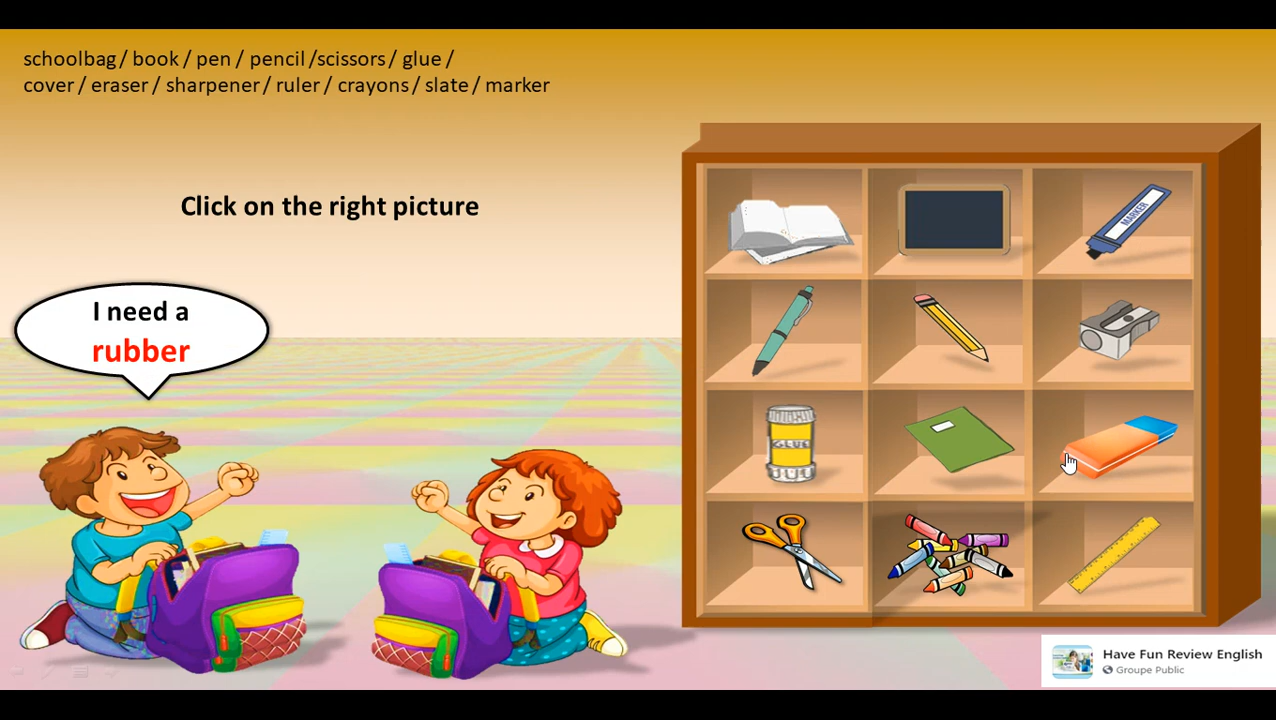 schoolbag / book / pen / pencil /scissors / glue /
cover / eraser / sharpener / ruler / crayons / slate / marker
Click on the right picture
I need a
rubber
MARKER
GLUE
Have Fun Review English
Groupe Public